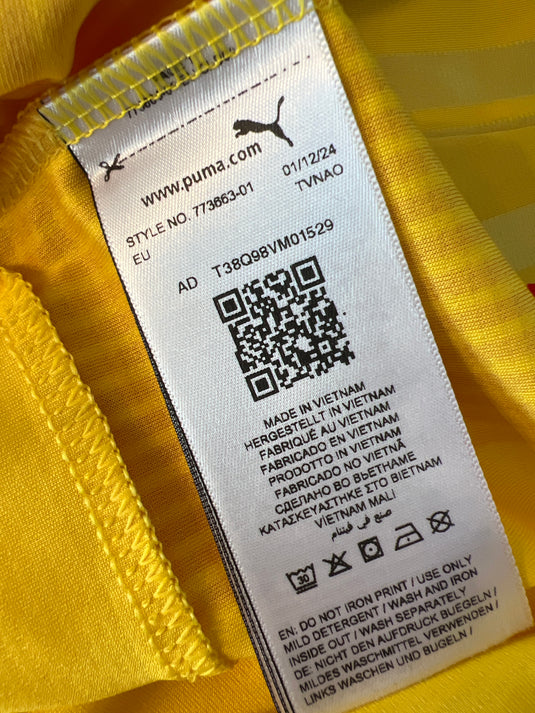 www.puma.com
STYLE NO. 773663-01
01/12/24
EU
TVNAO
AD T38Q98VM01529
MADE IN VIETNAM
HERGESTELLT IN VIETNAM
FABRIQUÉ AU VIETNAM
FABRICADO EN VIETNAM
PRODOTTO IN VIETNAM
FABRICADO NO VIETNÃ
СДЕЛАНО ВО ВЬЕТНАМЕ
ΚΑΤΑΣΚΕΥΑΣΤΗΚΕ ΣΤΟ ΒΙΕΤΝΑΜ
VIETNAM MALI
صنع في فيتنام
30
EN: DO NOT IRON PRINT / USE ONLY
MILD DETERGENT / WASH AND IRON
INSIDE OUT / WASH SEPARATELY
DE: NICHT DEN AUFDRUCK BUEGELN /
MILDES WASCHMITTEL VERWENDEN /
LINKS WASCHEN UND BUGELN /